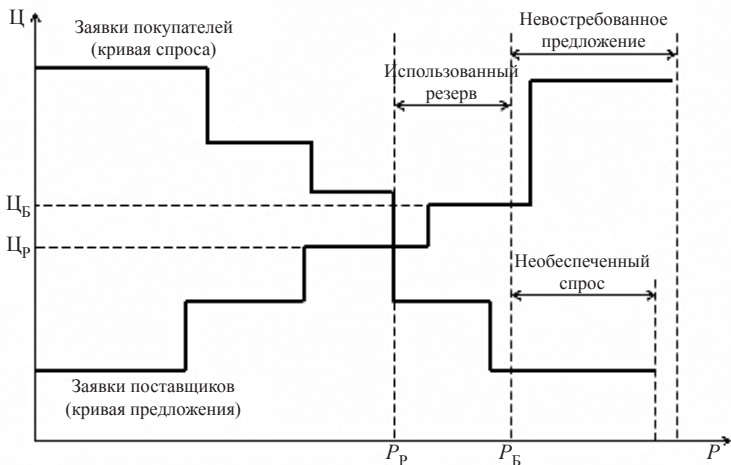 Ц
Заявки покупателей
(кривая спроса)
Невостребованное
предложение
Использованный
резерв
Ц_Б
Ц_Р
Необеспеченный
спрос
Заявки поставщиков
(кривая предложения)
P_Р
P_Б
P